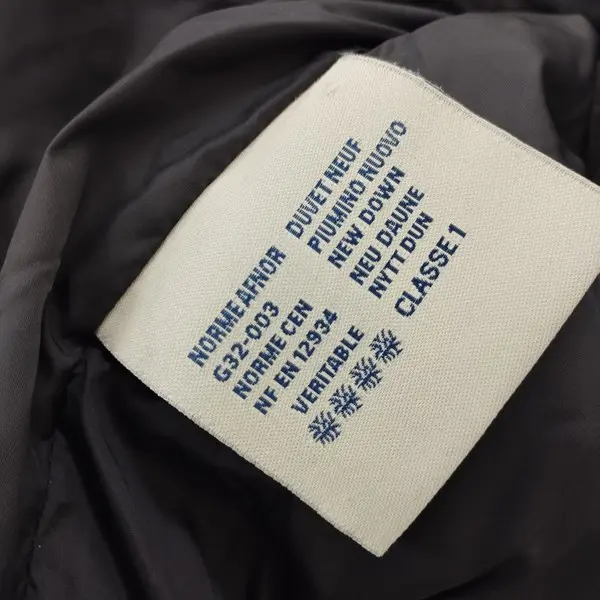 NORME AFNOR
G32-003
NORME CEN
NF EN 12934
VERITABLE
DUVET NEUF
PIUMINO NUOVO
NEW DOWN
NEU DAUNE
NYTT DUN
CLASSE 1